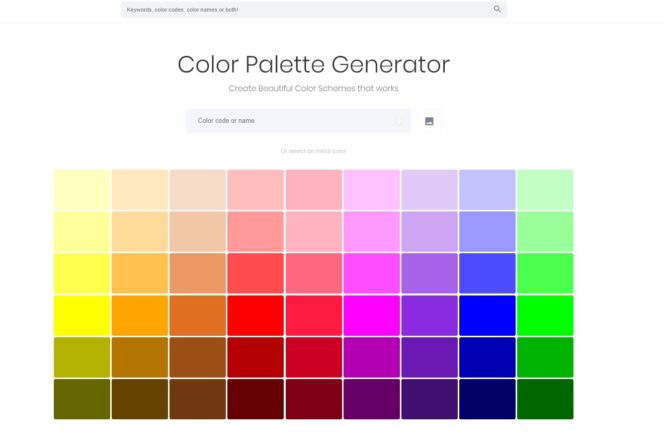 Keywords, color codes, color names or both!
Color Palette Generator
Create Beautiful Color Schemes that works
Color code or name
Or select an initial color